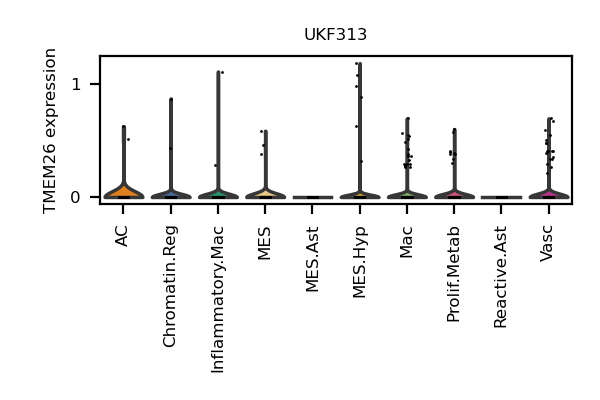 UKF313
TMEM26 expression
1
0
AC
Chromatin.Reg
Inflammatory.Mac
MES
MES.Ast
MES.Hyp
Mac
Prolif.Metab
Reactive.Ast
Vasc